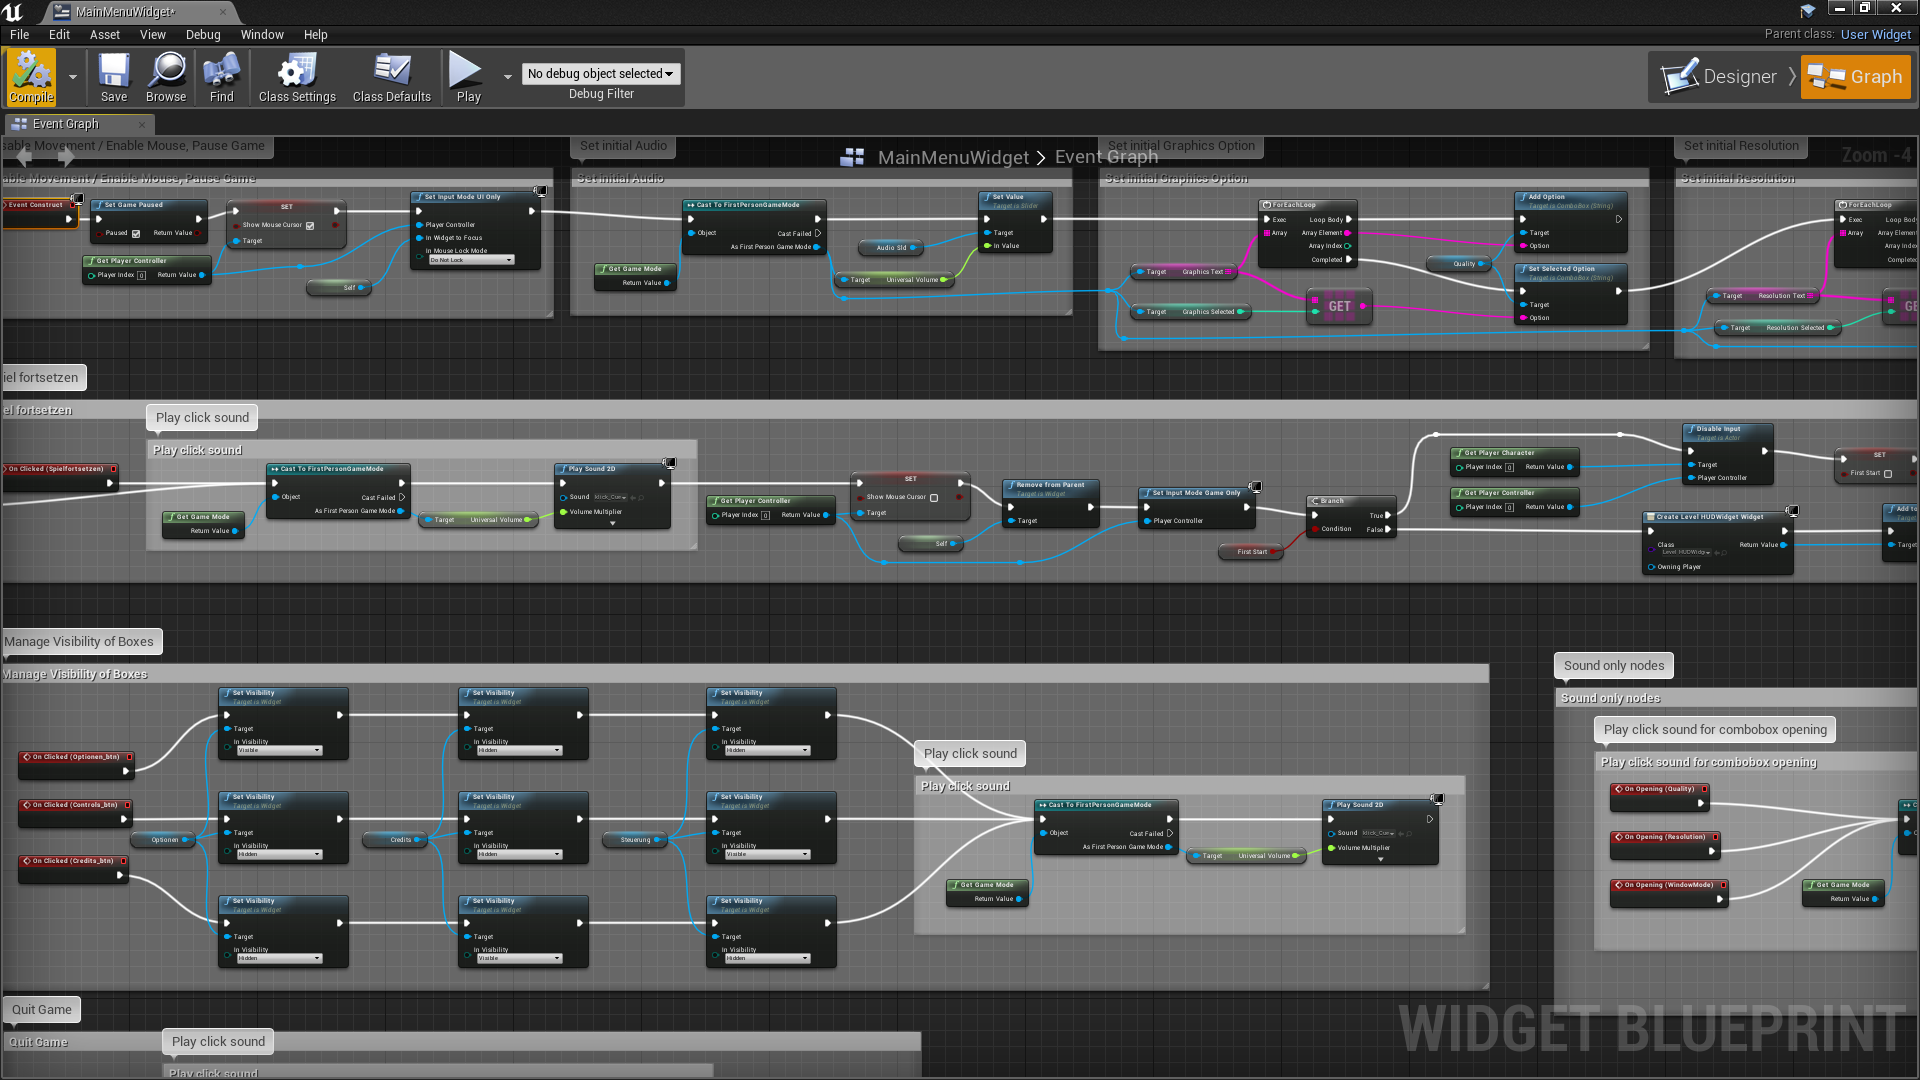 MainMenuWidget*
File Edit Asset View Debug Window Help
Parent class: User Widget
Compile
Save
Browse
Find
Class Settings
Class Defaults
Play
No debug object selected
Debug Filter
Designer
Graph
Event Graph
sable Movement / Enable Mouse, Pause Game
Set initial Audio
MainMenuWidget > Event Graph
Set initial Graphics Option
Set initial Resolution
Zoom -4
able Movement / Enable Mouse, Pause Game
Set initial Audio
Set initial Graphics Option
Set initial Resolution
Event Construct
Set Game Paused
Paused
Return Value
SET
Show Mouse Cursor
Target
Get Player Controller
Player Index 0
Return Value
Self
Set Input Mode UI Only
Player Controller
In Widget to Focus
In Mouse Lock Mode
Do Not Lock
Cast To FirstPersonGameMode
Object
Cast Failed
As First Person Game Mode
Get Game Mode
Return Value
Audio Sld
Target Universal Volume
Set Value
Target is Slider
Target
In Value
ForEachLoop
Exec
Loop Body
Array
Array Element
Array Index
Completed
Target Graphics Text
Target Graphics Selected
GET
Quality
Add Option
Target is ComboBox (String)
Target
Option
Set Selected Option
Target is ComboBox (String)
Target
Option
ForEachLoop
Exec
Loop Body
Array
Array Elem
Array Ind
Completed
Target Resolution Text
Target Resolution Selected
GE
iel fortsetzen
el fortsetzen
Play click sound
Play click sound
On Clicked (Spielfortsetzen)
Cast To FirstPersonGameMode
Object
Cast Failed
As First Person Game Mode
Get Game Mode
Return Value
Target Universal Volume
Play Sound 2D
Sound
Volume Multiplier
Get Player Controller
Player Index 0
Return Value
SET
Show Mouse Cursor
Target
Self
Remove from Parent
Target is Widget
Target
Set Input Mode Game Only
Player Controller
First Start
Branch
True
Condition
False
Get Player Character
Player Index 0
Return Value
Get Player Controller
Player Index 0
Return Value
Disable Input
Target is Actor
Target
Player Controller
SET
First Start
Create Level HUDWidget Widget
Class
Level HUDWidg
Return Value
Owning Player
Add to
Target
Manage Visibility of Boxes
Manage Visibility of Boxes
On Clicked (Optionen_btn)
On Clicked (Controls_btn)
On Clicked (Credits_btn)
Optionen
Credits
Steuerung
Set Visibility
Target is Widget
Target
In Visibility
Visible
Set Visibility
Target is Widget
Target
In Visibility
Hidden
Set Visibility
Target is Widget
Target
In Visibility
Hidden
Set Visibility
Target
In Visibility
Hidden
Set Visibility
Target
In Visibility
Hidden
Set Visibility
Target
In Visibility
Visible
Set Visibility
Target is Widget
Target
In Visibility
Hidden
Set Visibility
Target is Widget
Target
In Visibility
Visible
Set Visibility
Target is Widget
Target
In Visibility
Hidden
Play click sound
Play click sound
Cast To FirstPersonGameMode
Object
Cast Failed
As First Person Game Mode
Get Game Mode
Return Value
Target Universal Volume
Play Sound 2D
Sound
Volume Multiplier
Sound only nodes
Sound only nodes
Play click sound for combobox opening
Play click sound for combobox opening
On Opening (Quality)
On Opening (Resolution)
On Opening (WindowMode)
Get Game Mode
Return Value
Quit Game
Quit Game
Play click sound
Play click sound
WIDGET BLUEPRINT